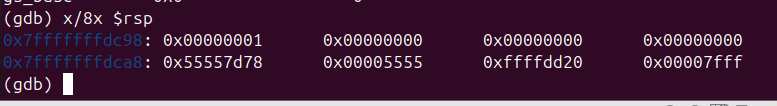 (gdb) x/8x $rsp
0x7fffffffdc98: 0x00000001 0x00000000 0x00000000 0x00000000
0x7fffffffdca8: 0x55557d78 0x00005555 0xffffdd20 0x00007fff
(gdb)